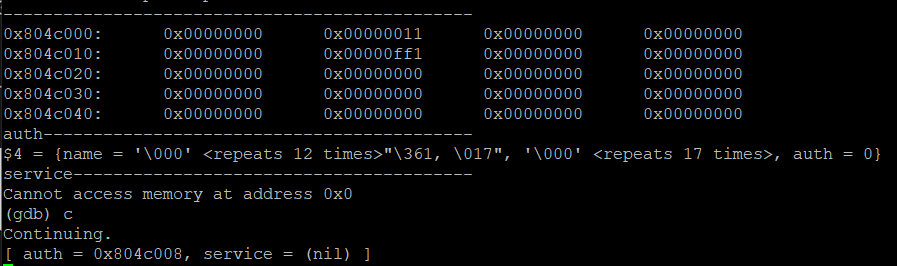 -----------------------------------------------
0x804c000:      0x00000000      0x00000011      0x00000000      0x00000000
0x804c010:      0x00000ff1      0x00000000      0x00000000      0x00000000
0x804c020:      0x00000000      0x00000000      0x00000000      0x00000000
0x804c030:      0x00000000      0x00000000      0x00000000      0x00000000
0x804c040:      0x00000000      0x00000000      0x00000000      0x00000000
auth-------------------------------------------
$4 = {name = '\000' <repeats 12 times>"\361, \017", '\000' <repeats 17 times>, auth = 0}
service----------------------------------------
Cannot access memory at address 0x0
(gdb) c
Continuing.
[ auth = 0x804c008, service = (nil) ]